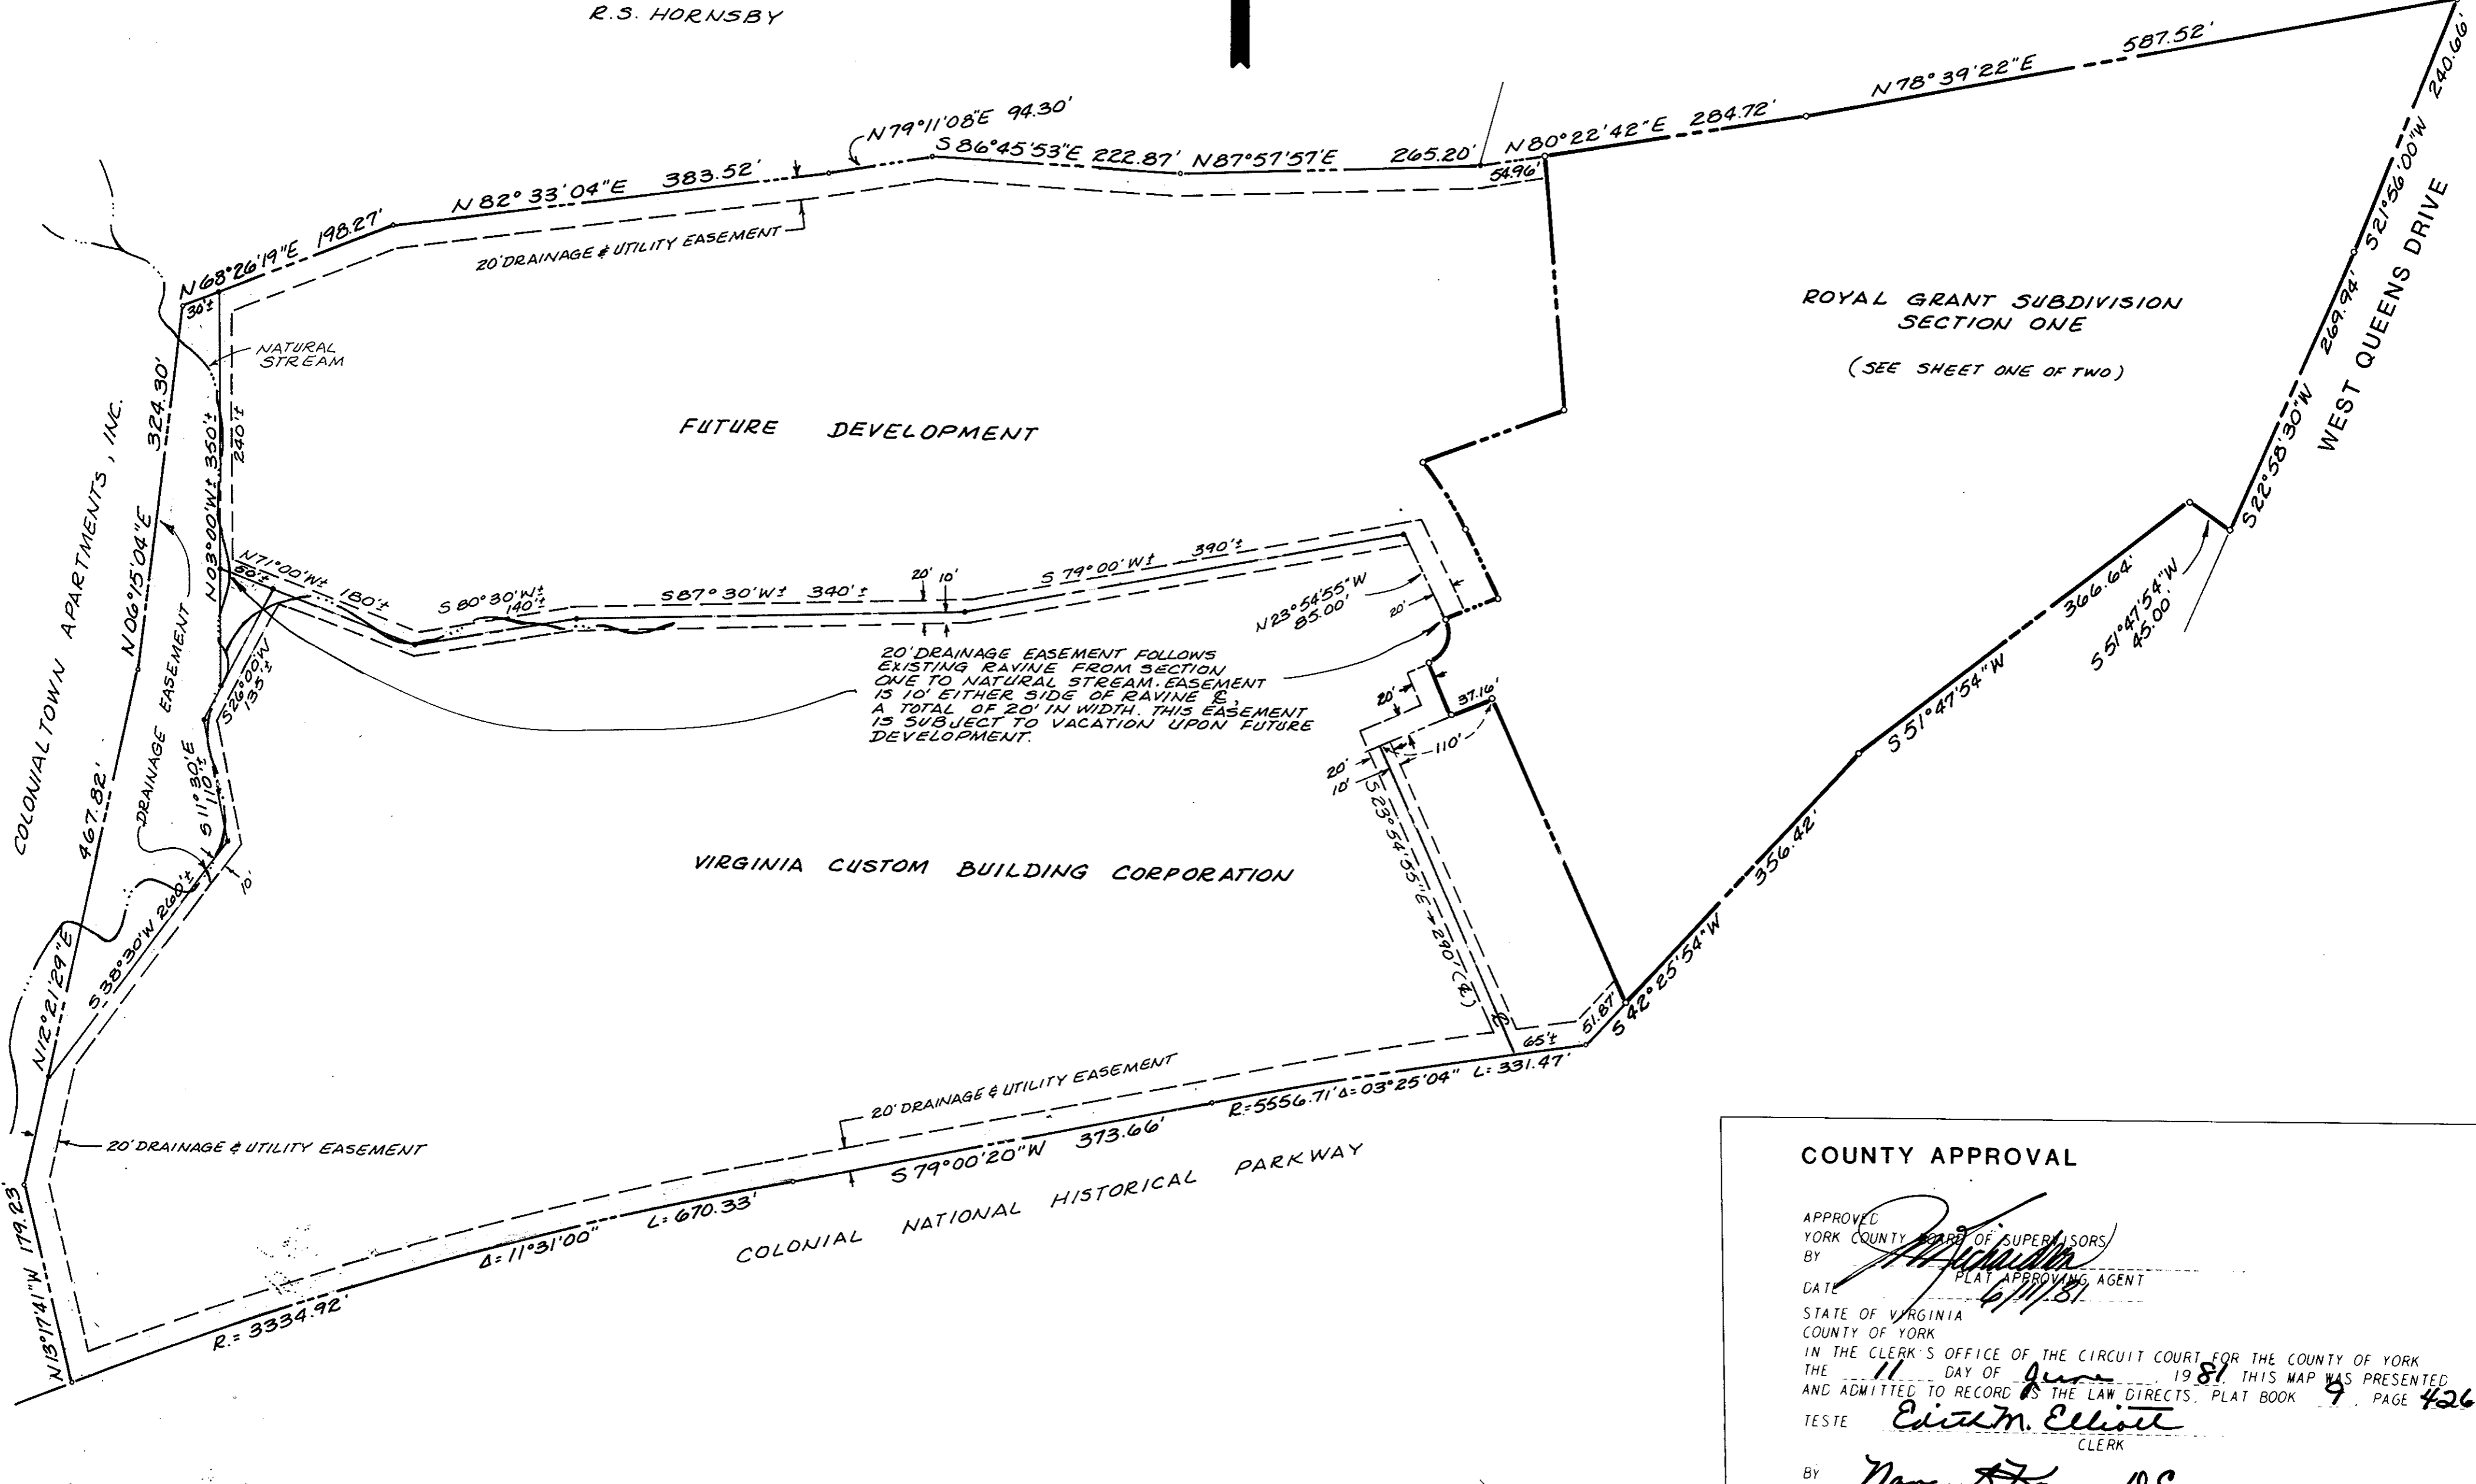 R.S. HORNSBY
587.52'
N78°39'22"E
240.66'
284.72'
N80°22'42"E
54.96'
265.20'
N87°57'57"E
222.87'
S86°45'53"E
N79°11'08"E 94.30'
383.52'
N82°33'04"E
198.27'
N68°26'19"E
30'±
20' DRAINAGE & UTILITY EASEMENT
S21°56'00"W
WEST QUEENS DRIVE
269.94'
S22°58'30"W
ROYAL GRANT SUBDIVISION
SECTION ONE
(SEE SHEET ONE OF TWO)
NATURAL
STREAM
324.30'
N06°15'04"E
COLONIALTOWN APARTMENTS, INC.
N03°00'W± 350'±
240'±
FUTURE DEVELOPMENT
DRAINAGE EASEMENT
N71°00'W±
50'±
180'±
S80°30'W±
140'±
S87°30'W± 340'±
20' 10'
S79°00'W± 390'±
N23°54'55"W
85.00'
20'
S51°47'54"W
45.00'
366.64'
S51°47'54"W
20' DRAINAGE EASEMENT FOLLOWS
EXISTING RAVINE FROM SECTION
ONE TO NATURAL STREAM. EASEMENT
IS 10' EITHER SIDE OF RAVINE ℄,
A TOTAL OF 20' IN WIDTH. THIS EASEMENT
IS SUBJECT TO VACATION UPON FUTURE
DEVELOPMENT.
20'
37.16'
110'
20'
10'
S26°00'W
135'±
S11°30'E
110'±
467.82'
10'
S38°30'W 260'±
N12°21'29"E
VIRGINIA CUSTOM BUILDING CORPORATION
S23°54'55"E 290' (℄)
℄
356.42'
S42°25'54"W
51.87'
65'±
R=5556.71' Δ=03°25'04" L=331.47'
20' DRAINAGE & UTILITY EASEMENT
S79°00'20"W 373.66'
COLONIAL NATIONAL HISTORICAL PARKWAY
20' DRAINAGE & UTILITY EASEMENT
N13°17'41"W 179.23'
R.=3334.92'
Δ=11°31'00"
L=670.33'
COUNTY APPROVAL
APPROVED
YORK COUNTY BOARD OF SUPERVISORS
BY
PLAT APPROVING AGENT
DATE 6/11/81
STATE OF VIRGINIA
COUNTY OF YORK
IN THE CLERK'S OFFICE OF THE CIRCUIT COURT FOR THE COUNTY OF YORK
THE 11 DAY OF June, 1981, THIS MAP WAS PRESENTED
AND ADMITTED TO RECORD AS THE LAW DIRECTS, PLAT BOOK 9, PAGE 426
TESTE Edith M. Elliott
CLERK
BY